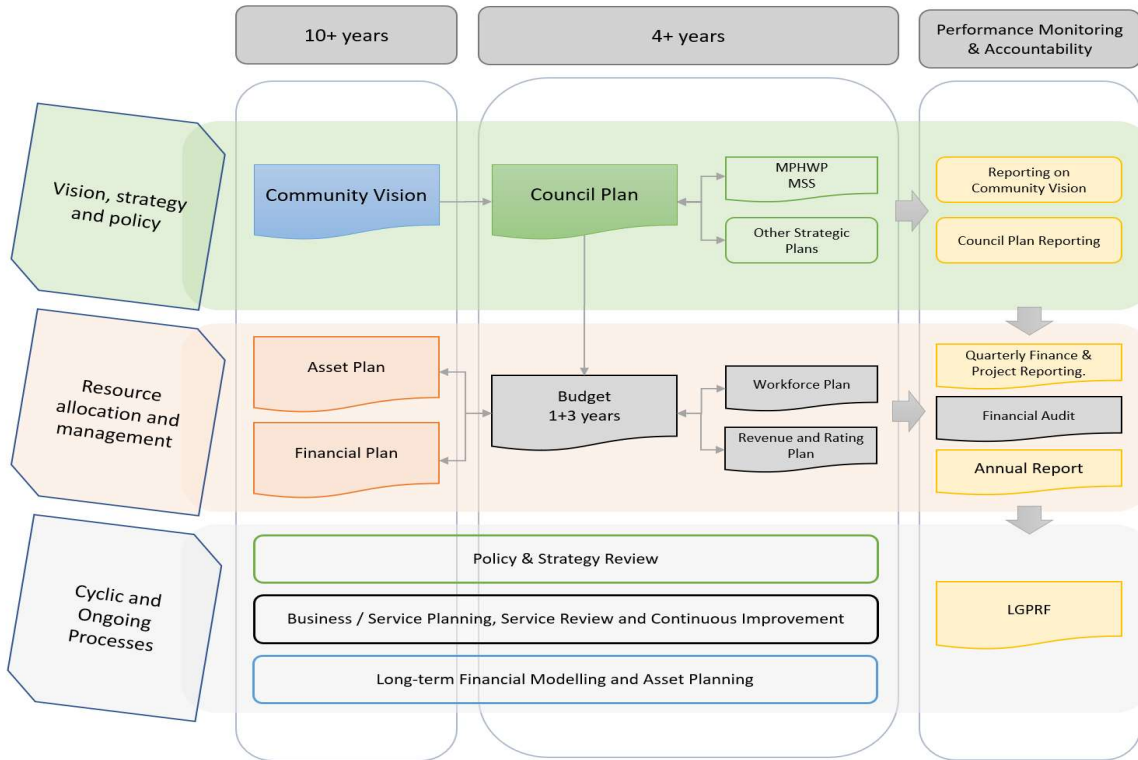 10+ years
4+ years
Performance Monitoring
& Accountability
Vision, strategy
and policy
Community Vision
Council Plan
MPHWP
MSS
Other Strategic
Plans
Reporting on
Community Vision
Council Plan Reporting
Resource
allocation and
management
Asset Plan
Financial Plan
Budget
1+3 years
Workforce Plan
Revenue and Rating
Plan
Quarterly Finance &
Project Reporting.
Financial Audit
Annual Report
Cyclic and
Ongoing
Processes
Policy & Strategy Review
Business / Service Planning, Service Review and Continuous Improvement
Long-term Financial Modelling and Asset Planning
LGPRF